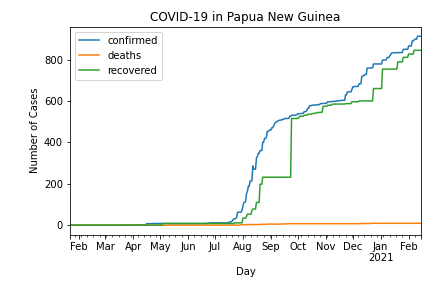 COVID-19 in Papua New Guinea
confirmed
deaths
recovered
Number of Cases
800
600
400
200
0
Feb Mar Apr May Jun Jul Aug Sep Oct Nov Dec Jan Feb
2021
Day